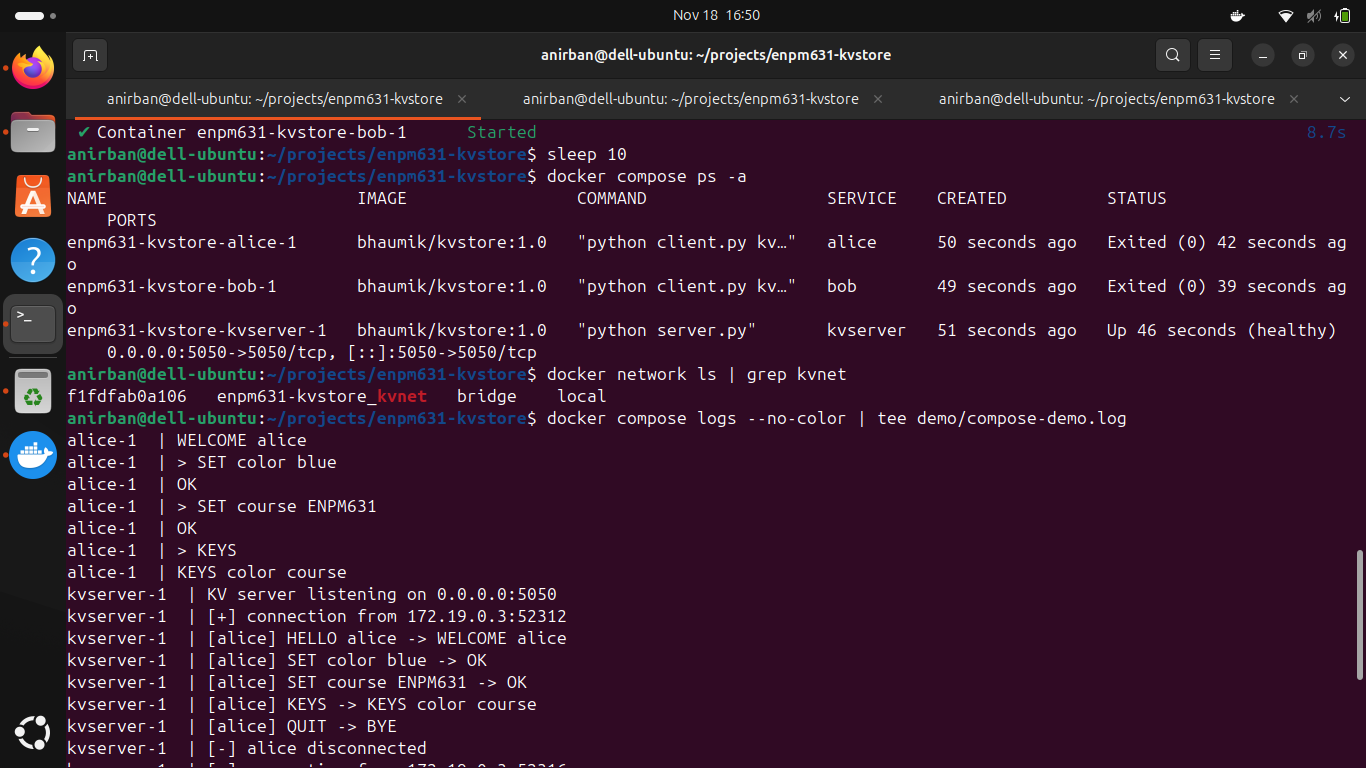 Nov 18 16:50
anirban@dell-ubuntu: ~/projects/enpm631-kvstore
anirban@dell-ubuntu: ~/projects/enpm631-kvstore × anirban@dell-ubuntu: ~/projects/enpm631-kvstore × anirban@dell-ubuntu: ~/projects/enpm631-kvstore ×
✔ Container enpm631-kvstore-bob-1 Started 8.7s
anirban@dell-ubuntu:~/projects/enpm631-kvstore$ sleep 10
anirban@dell-ubuntu:~/projects/enpm631-kvstore$ docker compose ps -a
NAME IMAGE COMMAND SERVICE CREATED STATUS
PORTS
enpm631-kvstore-alice-1 bhaumik/kvstore:1.0 "python client.py kv…" alice 50 seconds ago Exited (0) 42 seconds ag
o
enpm631-kvstore-bob-1 bhaumik/kvstore:1.0 "python client.py kv…" bob 49 seconds ago Exited (0) 39 seconds ag
o
enpm631-kvstore-kvserver-1 bhaumik/kvstore:1.0 "python server.py" kvserver 51 seconds ago Up 46 seconds (healthy)
0.0.0.0:5050->5050/tcp, [::]:5050->5050/tcp
anirban@dell-ubuntu:~/projects/enpm631-kvstore$ docker network ls | grep kvnet
f1fdfab0a106 enpm631-kvstore_kvnet bridge local
anirban@dell-ubuntu:~/projects/enpm631-kvstore$ docker compose logs --no-color | tee demo/compose-demo.log
alice-1 | WELCOME alice
alice-1 | > SET color blue
alice-1 | OK
alice-1 | > SET course ENPM631
alice-1 | OK
alice-1 | > KEYS
alice-1 | KEYS color course
kvserver-1 | KV server listening on 0.0.0.0:5050
kvserver-1 | [+] connection from 172.19.0.3:52312
kvserver-1 | [alice] HELLO alice -> WELCOME alice
kvserver-1 | [alice] SET color blue -> OK
kvserver-1 | [alice] SET course ENPM631 -> OK
kvserver-1 | [alice] KEYS -> KEYS color course
kvserver-1 | [alice] QUIT -> BYE
kvserver-1 | [-] alice disconnected